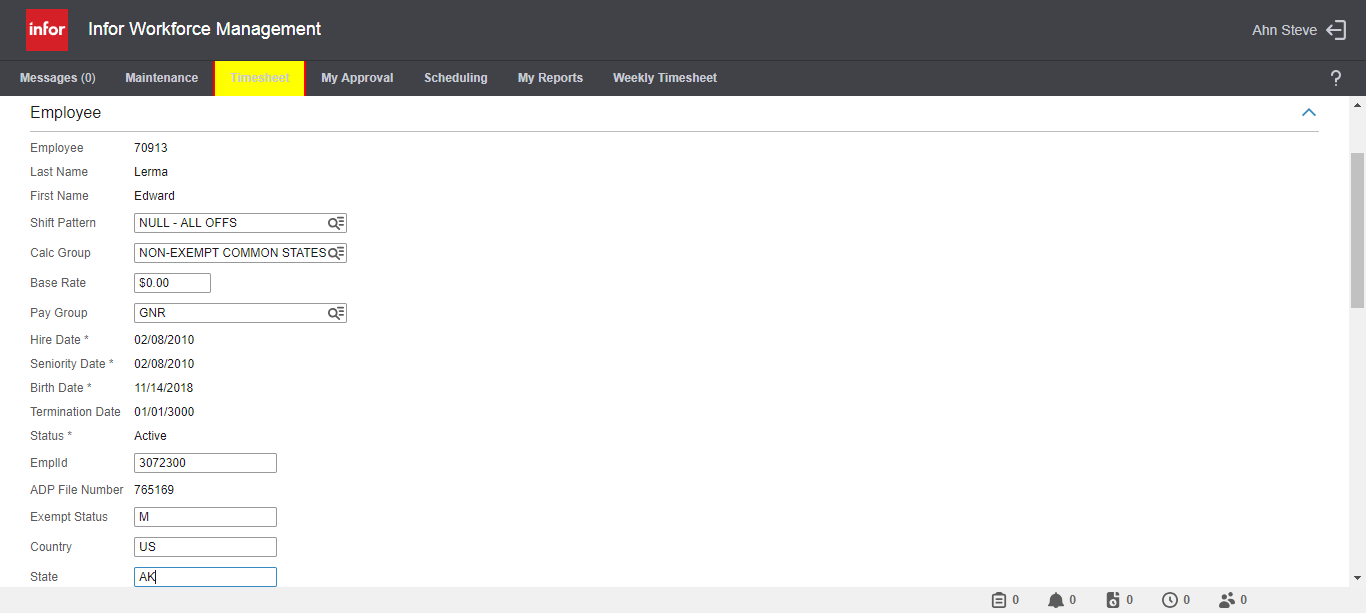 infor Infor Workforce Management Ahn Steve
Messages (0) Maintenance Timesheet My Approval Scheduling My Reports Weekly Timesheet ?
Employee
Employee 70913
Last Name Lerma
First Name Edward
Shift Pattern NULL - ALL OFFS
Calc Group NON-EXEMPT COMMON STATES
Base Rate $0.00
Pay Group GNR
Hire Date * 02/08/2010
Seniority Date * 02/08/2010
Birth Date * 11/14/2018
Termination Date 01/01/3000
Status * Active
EmplId 3072300
ADP File Number 765169
Exempt Status M
Country US
State AK
0 0 0 0 0